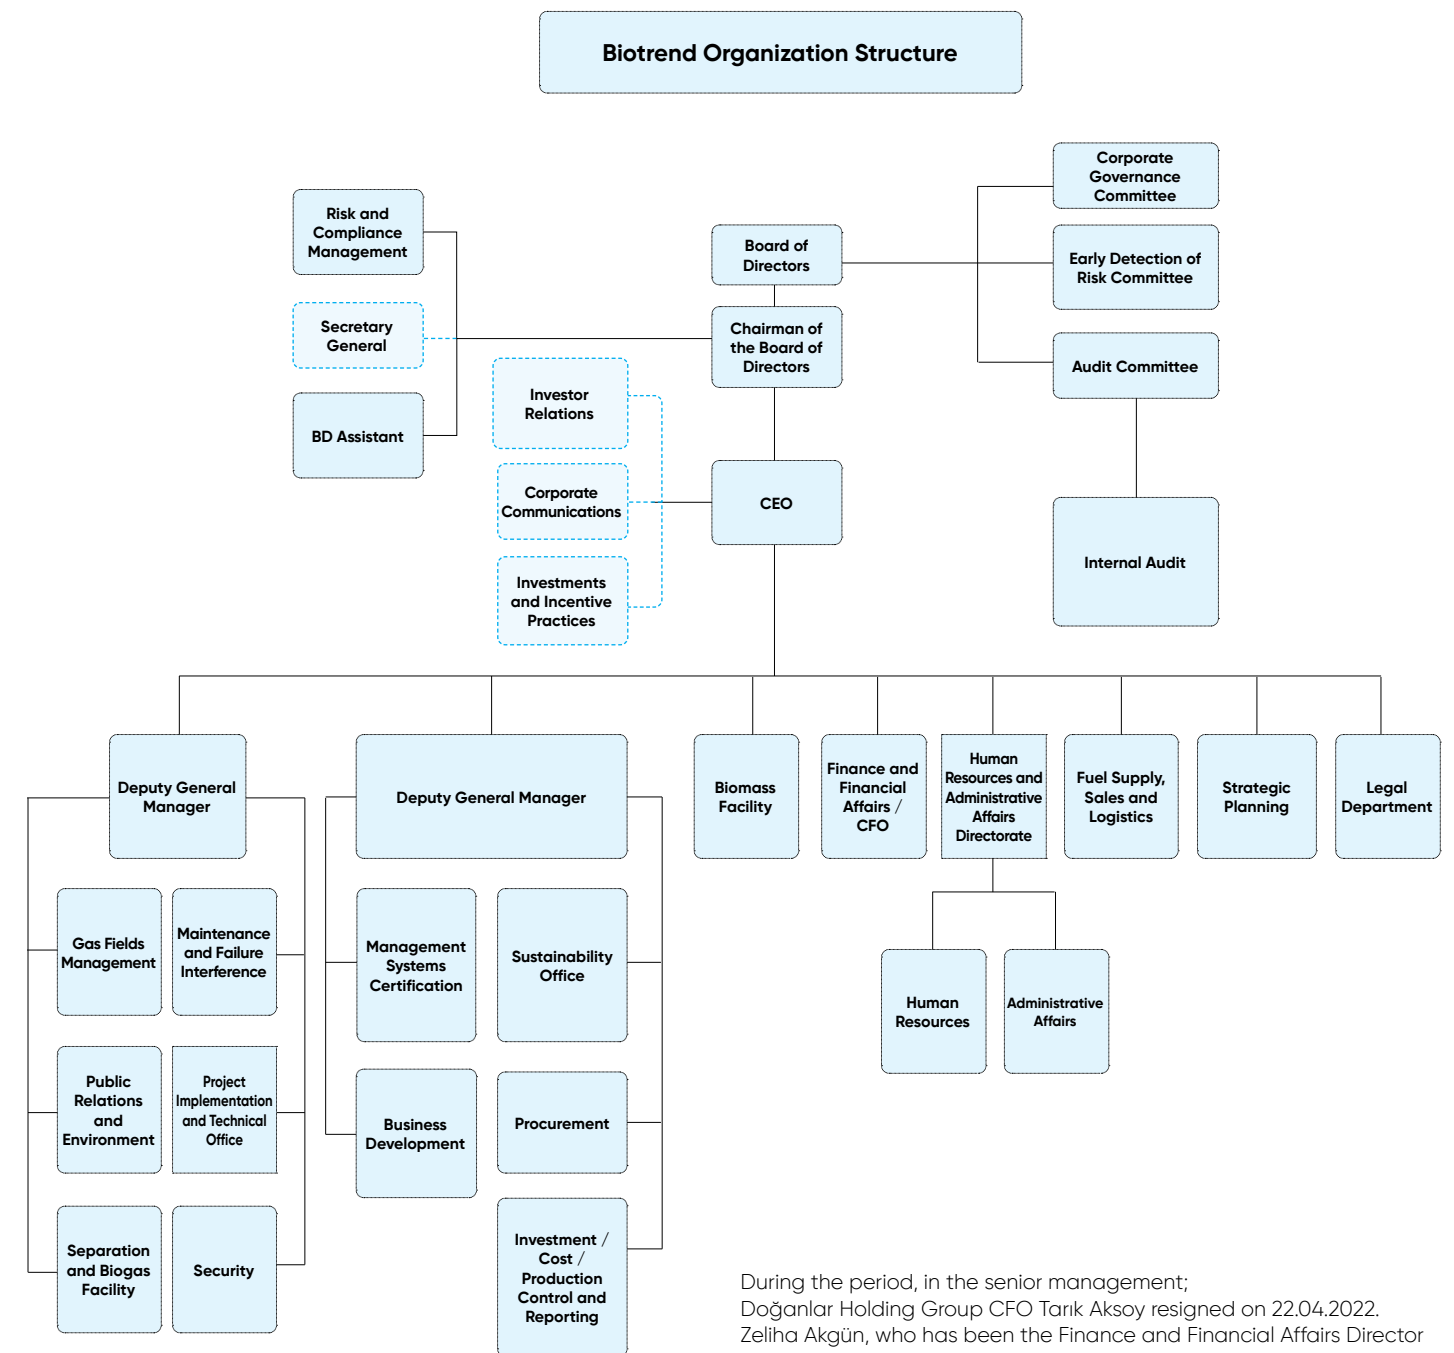 Biotrend Organization Structure
Corporate
Governance
Committee
Risk and
Compliance
Management
Board of
Directors
Early Detection of
Risk Committee
Secretary
General
Chairman of
the Board of
Directors
Audit Committee
Investor
Relations
BD Assistant
Corporate
Communications
CEO
Internal Audit
Investments
and Incentive
Practices
Deputy General
Manager
Deputy General Manager
Biomass
Facility
Finance and
Financial
Affairs /
CFO
Human
Resources and
Administrative
Affairs
Directorate
Fuel Supply,
Sales and
Logistics
Strategic
Planning
Legal
Department
Gas Fields
Management
Maintenance
and Failure
Interference
Management
Systems
Certification
Sustainability
Office
Human
Resources
Administrative
Affairs
Public
Relations
and
Environment
Project
Implementation
and Technical
Office
Business
Development
Procurement
Separation
and Biogas
Facility
Security
Investment /
Cost /
Production
Control and
Reporting
During the period, in the senior management;
Doğanlar Holding Group CFO Tarık Aksoy resigned on 22.04.2022.
Zeliha Akgün, who has been the Finance and Financial Affairs Director